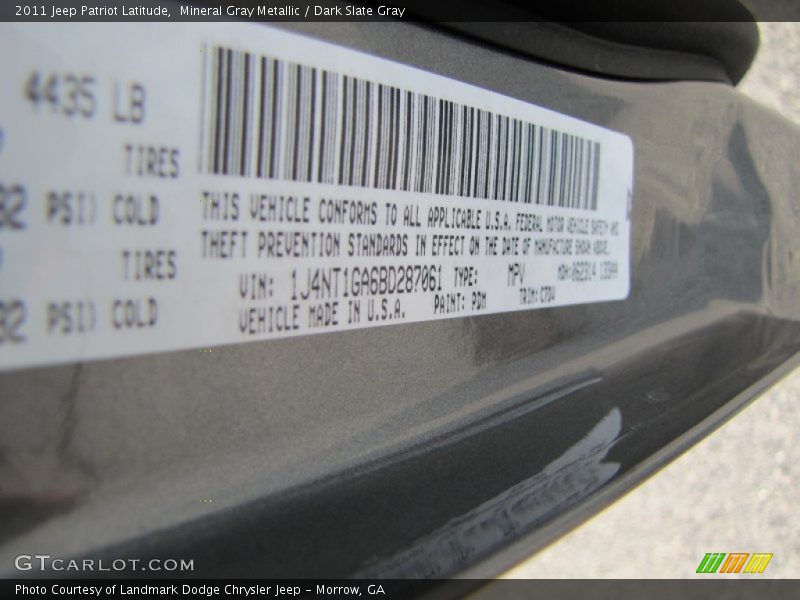 2011 Jeep Patriot Latitude,  Mineral Gray Metallic / Dark Slate Gray
4435 LB
TIRES
PSI) COLD
TIRES
PSI) COLD
THIS VEHICLE CONFORMS TO ALL APPLICABLE U.S.A. FEDERAL MOTOR VEHICLE SAFETY AND
THEFT PREVENTION STANDARDS IN EFFECT ON THE DATE OF MANUFACTURE SHOWN ABOVE.
VIN: 1J4NT1GA6BD287061 TYPE: MPV MDH:062314
VEHICLE MADE IN U.S.A. PAINT: PDM TRIM:
GTCARLOT.COM
Photo Courtesy of Landmark Dodge Chrysler Jeep – Morrow, GA